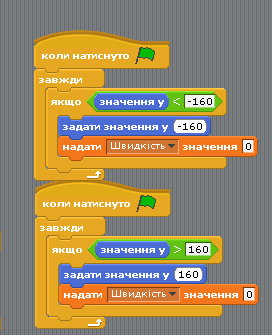 коли натиснуто
завжди
якщо значення y < -160
задати значення y -160
надати Швидкість значення 0
коли натиснуто
завжди
якщо значення y > 160
задати значення y 160
надати Швидкість значення 0